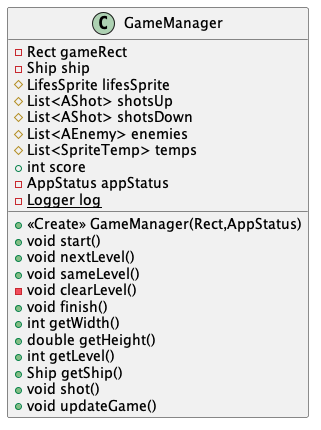 C GameManager
Rect gameRect
Ship ship
LifesSprite lifesSprite
List<AShot> shotsUp
List<AShot> shotsDown
List<AEnemy> enemies
List<SpriteTemp> temps
int score
AppStatus appStatus
Logger log
«Create» GameManager(Rect,AppStatus)
void start()
void nextLevel()
void sameLevel()
void clearLevel()
void finish()
int getWidth()
double getHeight()
int getLevel()
Ship getShip()
void shot()
void updateGame()